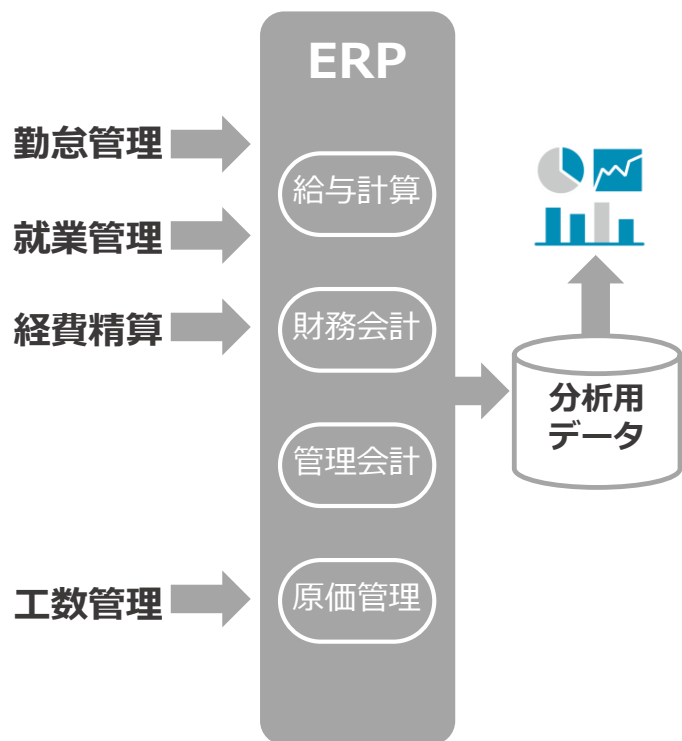 ERP
勤怠管理
給与計算
就業管理
経費精算
財務会計
分析用
データ
管理会計
工数管理
原価管理